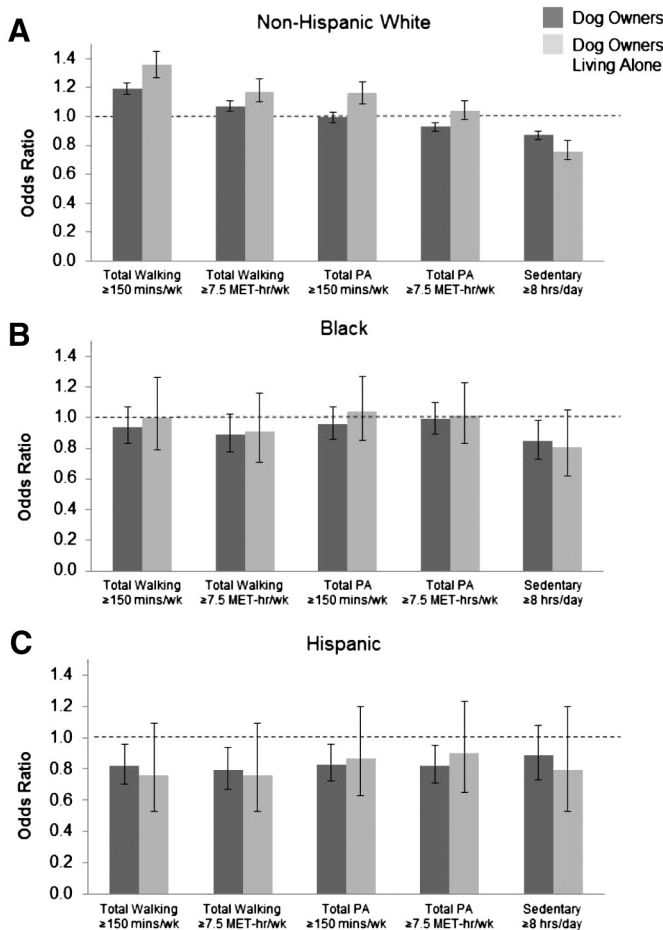 A
Non-Hispanic White
Dog Owners
Dog Owners
Living Alone
Odds Ratio
1.4
1.2
1.0
0.8
0.6
0.4
0.2
0.0
Total Walking
≥150 mins/wk
Total Walking
≥7.5 MET-hr/wk
Total PA
≥150 mins/wk
Total PA
≥7.5 MET-hr/wk
Sedentary
≥8 hrs/day
B
Black
Odds Ratio
1.4
1.2
1.0
0.8
0.6
0.4
0.2
0.0
Total Walking
≥150 mins/wk
Total Walking
≥7.5 MET-hr/wk
Total PA
≥150 mins/wk
Total PA
≥7.5 MET-hrs/wk
Sedentary
≥8 hrs/day
C
Hispanic
Odds Ratio
1.4
1.2
1.0
0.8
0.6
0.4
0.2
0.0
Total Walking
≥150 mins/wk
Total Walking
≥7.5 MET-hr/wk
Total PA
≥150 mins/wk
Total PA
≥7.5 MET-hr/wk
Sedentary
≥8 hrs/day